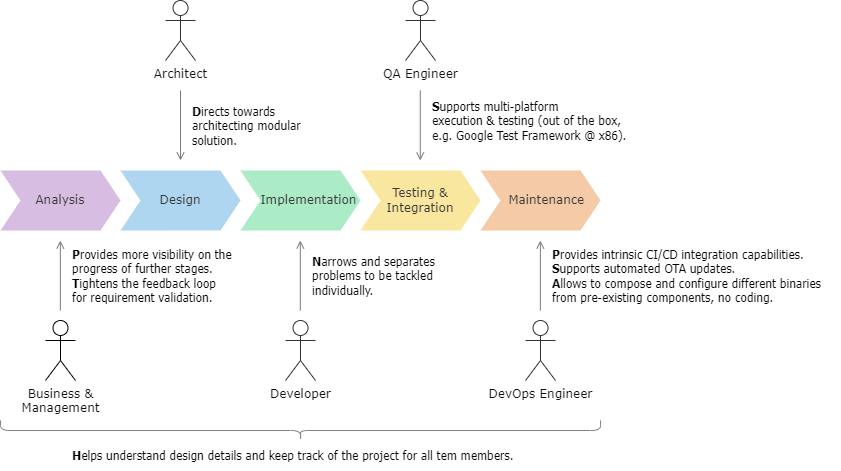 Architect
QA Engineer
Directs towards
architecting modular
solution.
Supports multi-platform
execution & testing (out of the box,
e.g. Google Test Framework @ x86).
Analysis
Design
Implementation
Testing &
Integration
Maintenance
Provides more visibility on the
progress of further stages.
Tightens the feedback loop
for requirement validation.
Narrows and separates
problems to be tackled
individually.
Provides intrinsic CI/CD integration capabilities.
Supports automated OTA updates.
Allows to compose and configure different binaries
from pre-existing components, no coding.
Business &
Management
Developer
DevOps Engineer
Helps understand design details and keep track of the project for all tem members.